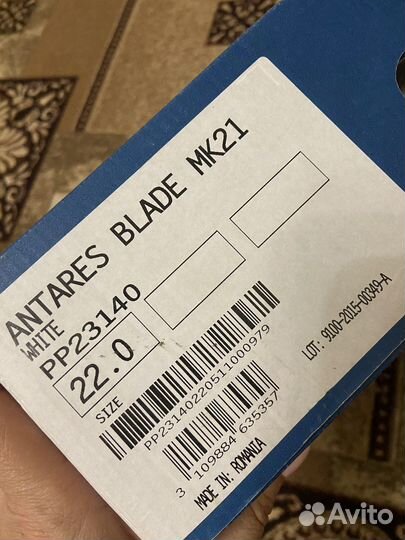 ANTARES BLADE MK21
WHITE
PP23140
22.0
SIZE
PP23140220511000979
3 109884 635357
MADE IN: ROMANIA
LOT: 9100-2015-00349-A
Avito